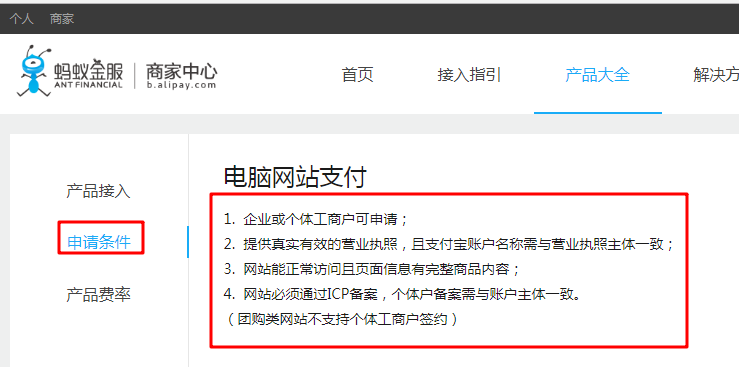 个人 商家
蚂蚁金服 商家中心
ANT FINANCIAL b.alipay.com
首页 接入指引 产品大全 解决方
产品接入
申请条件
产品费率
电脑网站支付
1. 企业或个体工商户可申请；
2. 提供真实有效的营业执照，且支付宝账户名称需与营业执照主体一致；
3. 网站能正常访问且页面信息有完整商品内容；
4. 网站必须通过ICP备案，个体户备案需与账户主体一致。
（团购类网站不支持个体工商户签约）